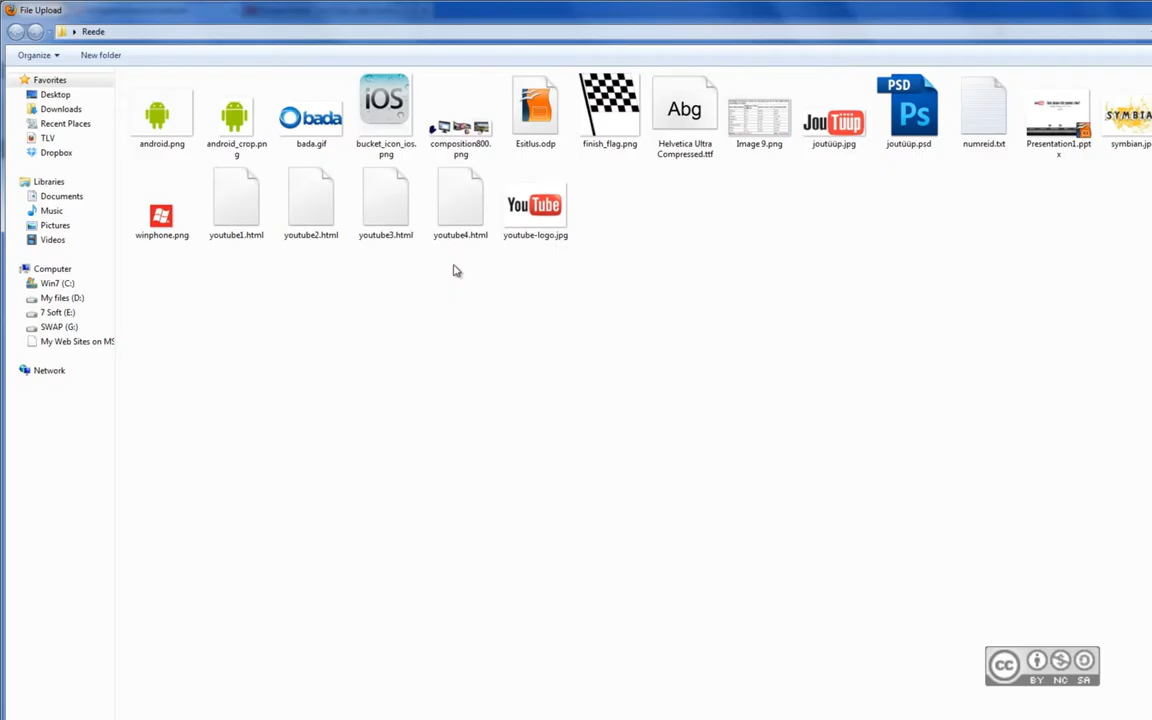 File Upload
Reede
Organize
New folder
Favorites
Desktop
Downloads
Recent Places
TLV
Dropbox
Libraries
Documents
Music
Pictures
Videos
Computer
Win7 (C:)
My files (D:)
7 Soft (E:)
SWAP (G:)
My Web Sites on MS
Network
iOS
bada
Abg
JouTüüp
PSD
Ps
SYMBIA
android.png
android_crop.pn
g
bada.gif
bucket_icon_ios.
png
composition800.
png
Esitlus.odp
finish_flag.png
Helvetica Ultra
Compressed.ttf
Image 9.png
joutüüp.jpg
joutüüp.psd
numreid.txt
Presentation1.ppt
x
symbian.jp
YouTube
winphone.png
youtube1.html
youtube2.html
youtube3.html
youtube4.html
youtube-logo.jpg
cc
BY NC SA